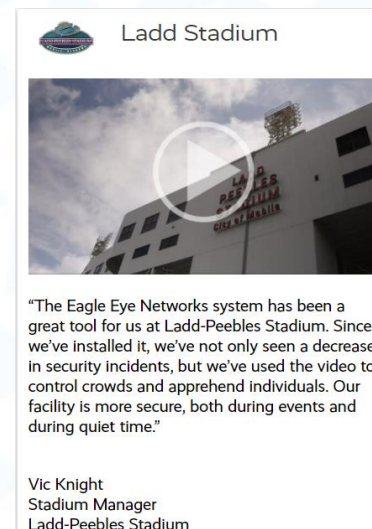 Ladd Stadium
LADD
PEEBLES
STADIUM
City of Mobile
“The Eagle Eye Networks system has been a
great tool for us at Ladd-Peebles Stadium. Since
we’ve installed it, we’ve not only seen a decrease
in security incidents, but we’ve used the video to
control crowds and apprehend individuals. Our
facility is more secure, both during events and
during quiet time.”
Vic Knight
Stadium Manager
Ladd-Peebles Stadium